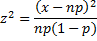 z² = (x − np)² / np(1 − p)